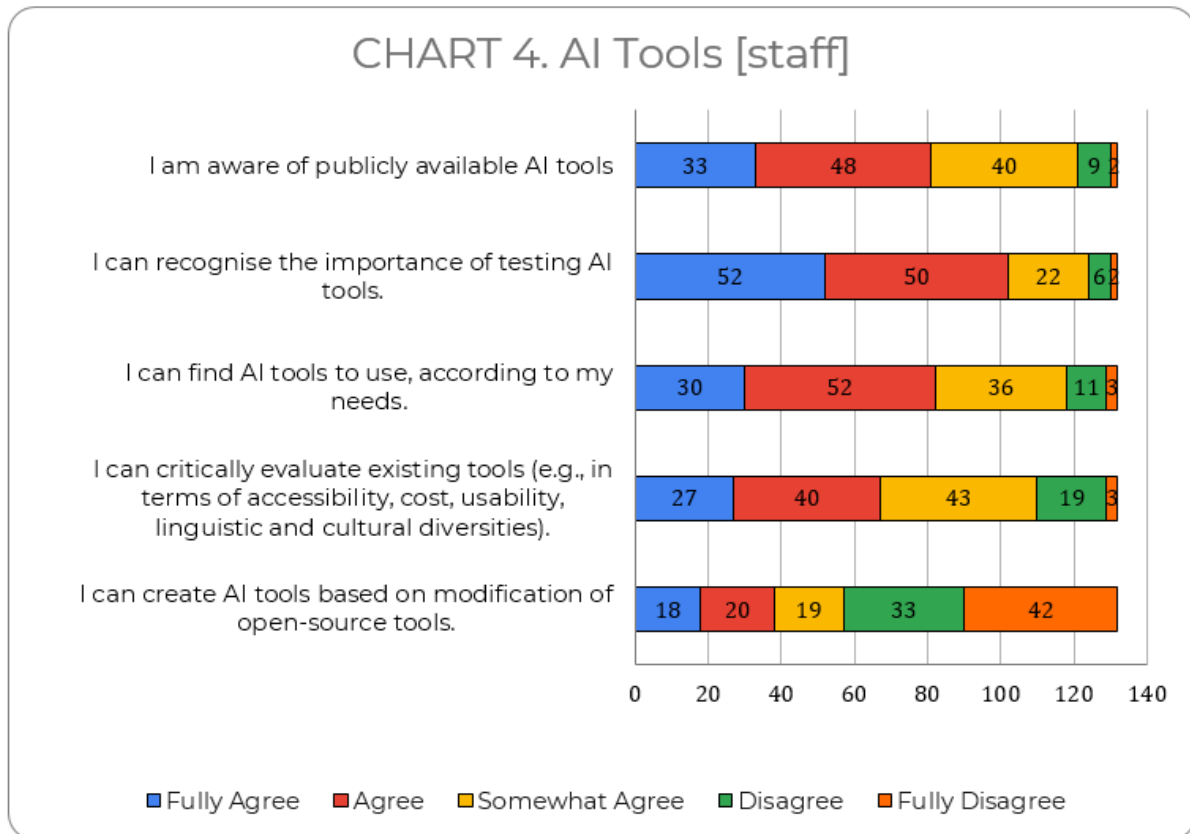 CHART 4. AI Tools [staff]
I am aware of publicly available AI tools
33 48 40 9 2
I can recognise the importance of testing AI
tools.
52 50 22 6 2
I can find AI tools to use, according to my
needs.
30 52 36 11 3
I can critically evaluate existing tools (e.g., in
terms of accessibility, cost, usability,
linguistic and cultural diversities).
27 40 43 19 3
I can create AI tools based on modification of
open-source tools.
18 20 19 33 42
0 20 40 60 80 100 120 140
Fully Agree Agree Somewhat Agree Disagree Fully Disagree